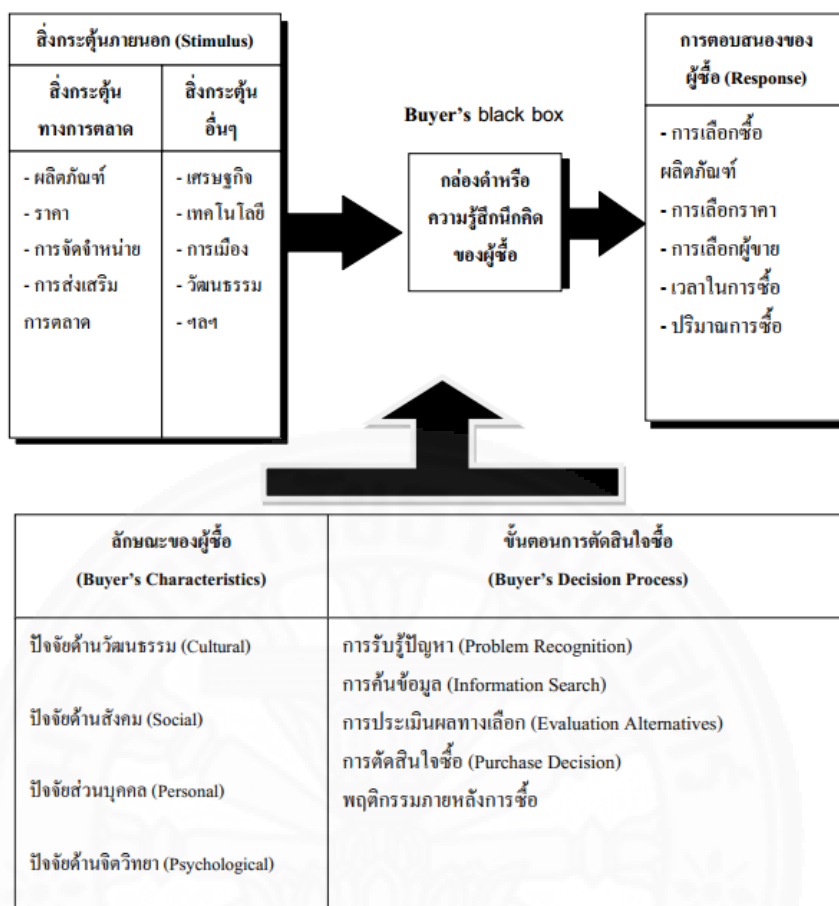 สิ่งกระตุ้นภายนอก (Stimulus)
สิ่งกระตุ้น
ทางการตลาด
สิ่งกระตุ้น
อื่นๆ
- ผลิตภัณฑ์
- ราคา
- การจัดจำหน่าย
- การส่งเสริม
การตลาด
- เศรษฐกิจ
- เทคโนโลยี
- การเมือง
- วัฒนธรรม
- ฯลฯ
Buyer's black box
กล่องดำหรือ
ความรู้สึกนึกคิด
ของผู้ซื้อ
การตอบสนองของ
ผู้ซื้อ (Response)
- การเลือกซื้อ
ผลิตภัณฑ์
- การเลือกราคา
- การเลือกผู้ขาย
- เวลาในการซื้อ
- ปริมาณการซื้อ
ลักษณะของผู้ซื้อ
(Buyer's Characteristics)
ปัจจัยด้านวัฒนธรรม (Cultural)
ปัจจัยด้านสังคม (Social)
ปัจจัยส่วนบุคคล (Personal)
ปัจจัยด้านจิตวิทยา (Psychological)
ขั้นตอนการตัดสินใจซื้อ
(Buyer's Decision Process)
การรับรู้ปัญหา (Problem Recognition)
การค้นข้อมูล (Information Search)
การประเมินผลทางเลือก (Evaluation Alternatives)
การตัดสินใจซื้อ (Purchase Decision)
พฤติกรรมภายหลังการซื้อ